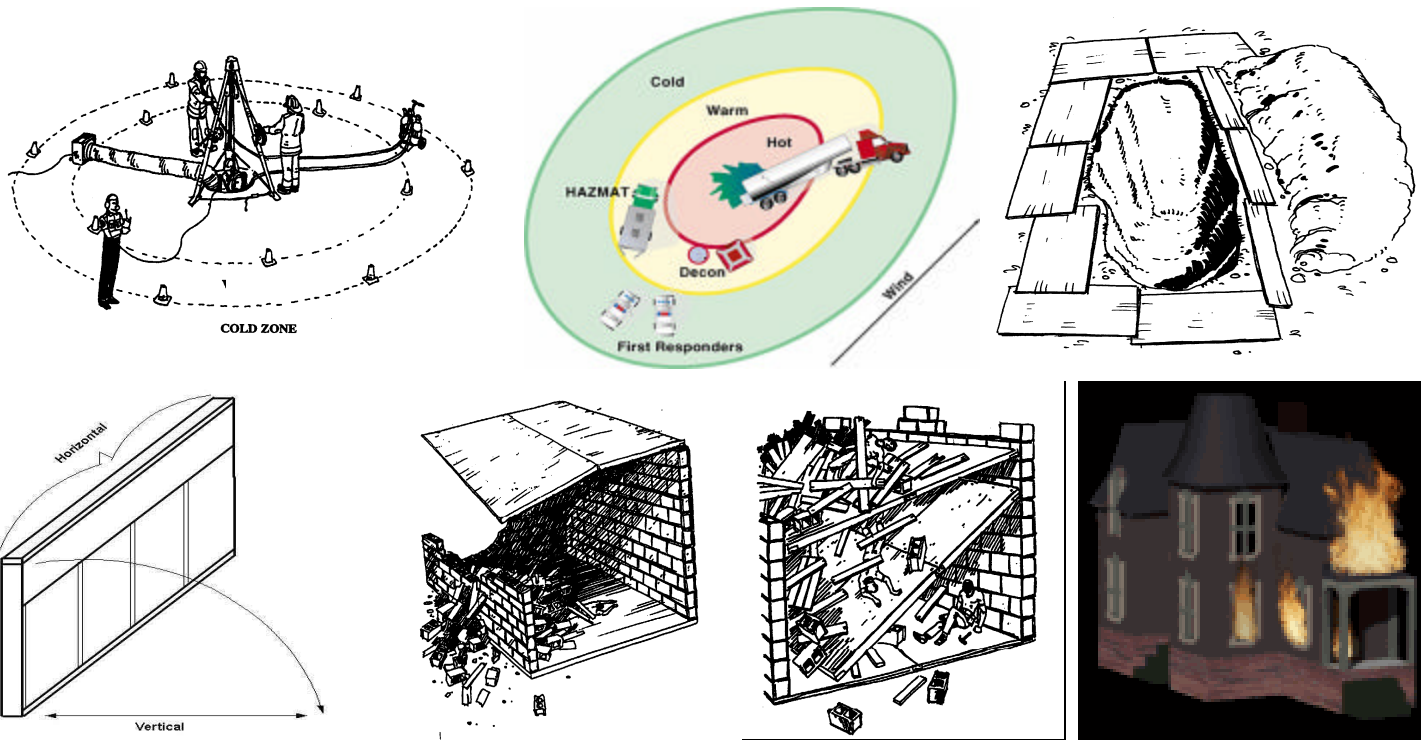 COLD ZONE
Cold
Warm
Hot
HAZMAT
Decon
First Responders
Wind
Horizontal
Vertical